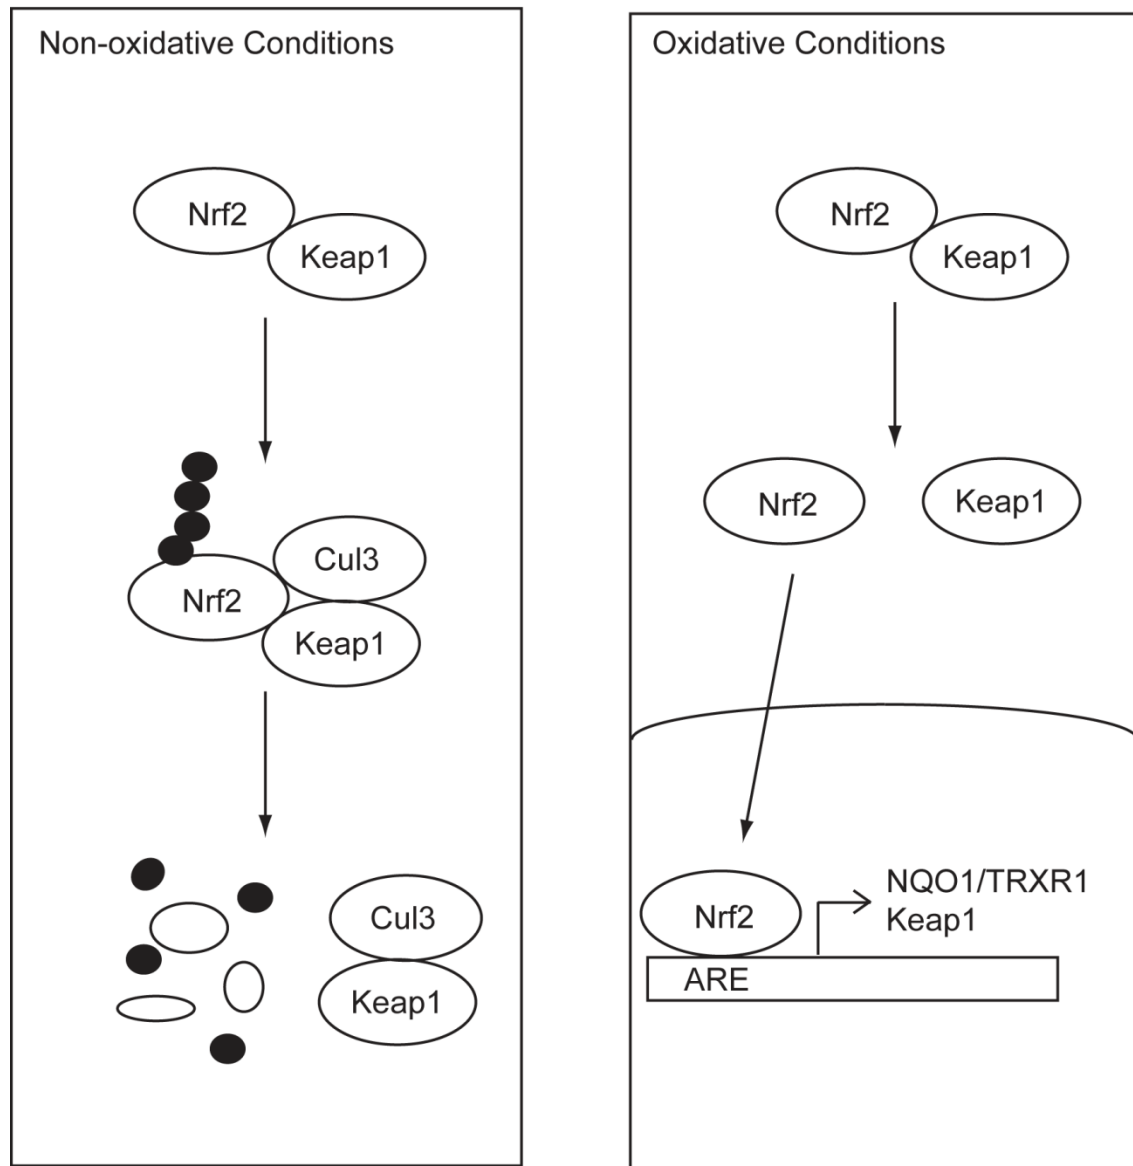 Non-oxidative Conditions
Nrf2
Keap1
Cul3
Nrf2
Keap1
Cul3
Keap1
Oxidative Conditions
Nrf2
Keap1
Nrf2
Keap1
NQO1/TRXR1
Keap1
Nrf2
ARE